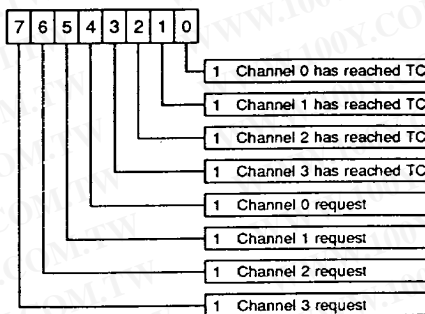 7 6 5 4 3 2 1 0
1 Channel 0 has reached TC
1 Channel 1 has reached TC
1 Channel 2 has reached TC
1 Channel 3 has reached TC
1 Channel 0 request
1 Channel 1 request
1 Channel 2 request
1 Channel 3 request